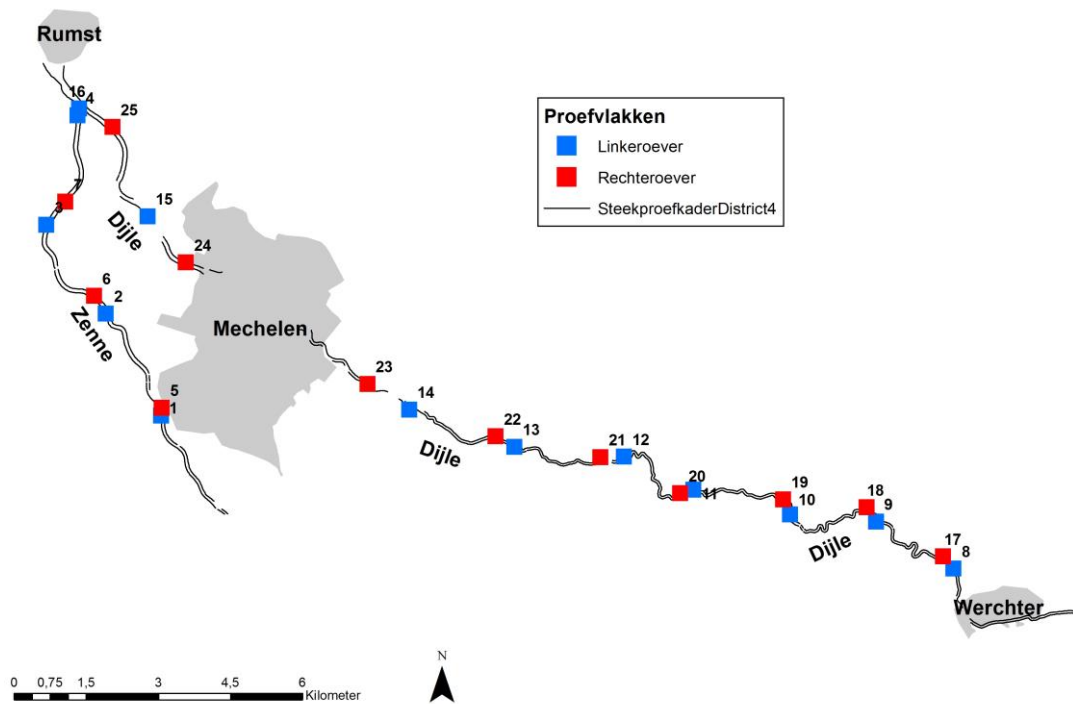 Rumst
16
4
25
7
3
15
Dijle
24
6
2
Zenne
Mechelen
5
1
23
14
22
13
Dijle
21
12
20
11
19
10
18
9
Dijle
17
8
Werchter
Proefvlakken
Linkeroever
Rechteroever
SteekproefkaderDistrict4
0 0,75 1,5 3 4,5 6
Kilometer
N